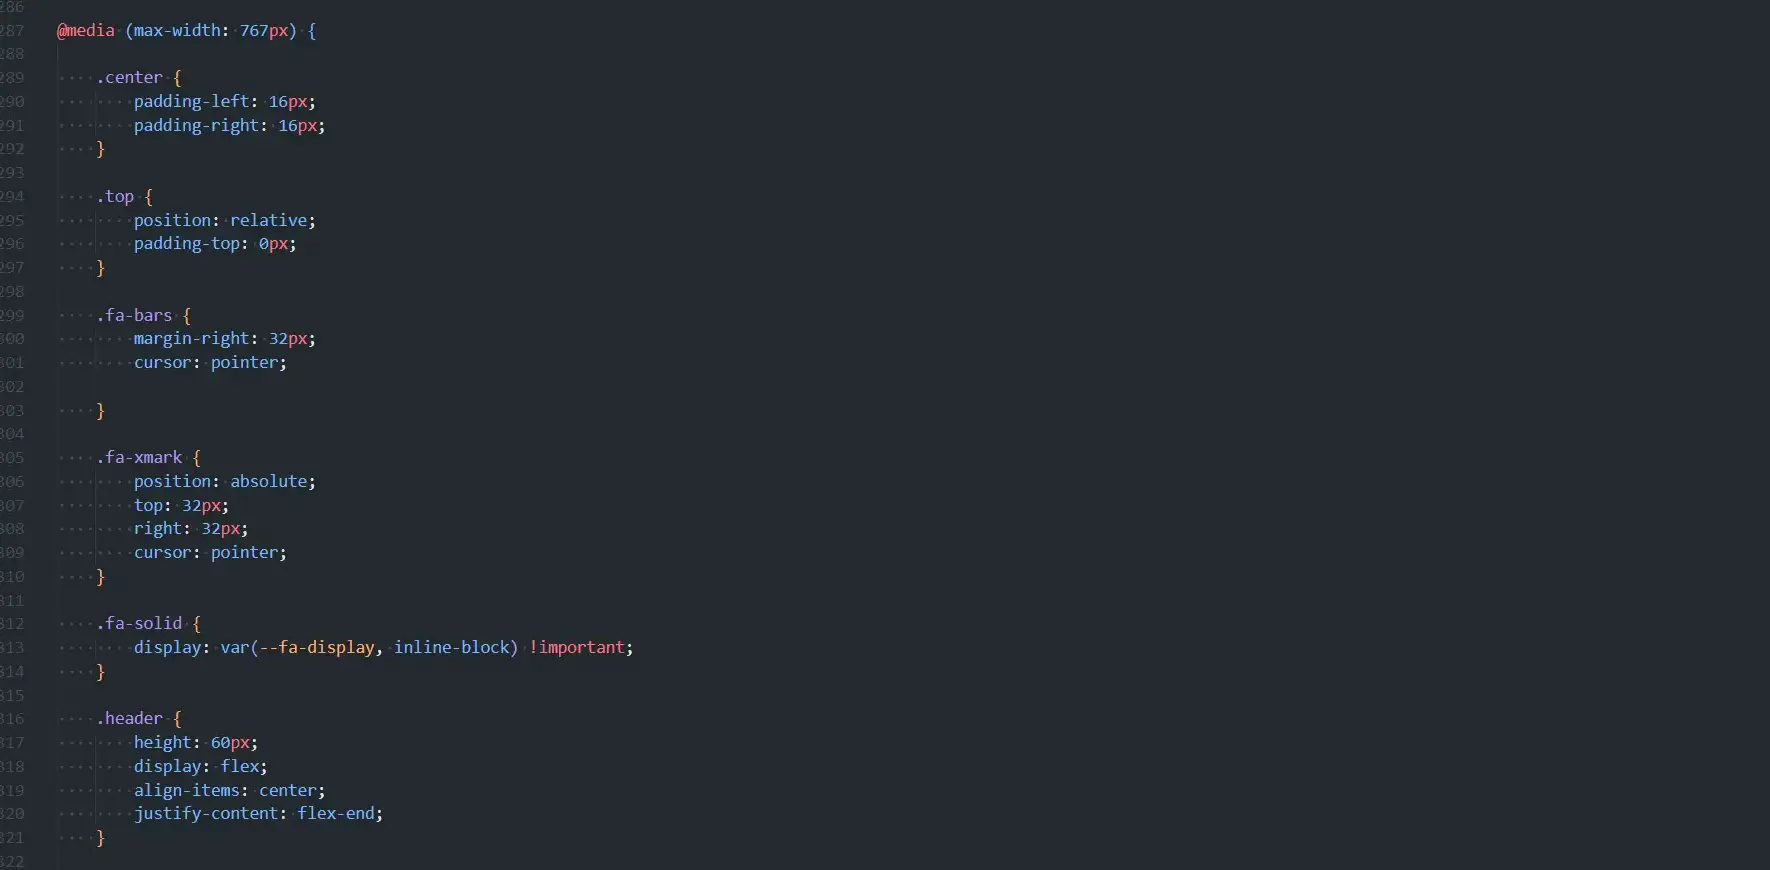 286
287 @media (max-width: 767px) {
288
289 .center {
290 padding-left: 16px;
291 padding-right: 16px;
292 }
293
294 .top {
295 position: relative;
296 padding-top: 0px;
297 }
298
299 .fa-bars {
300 margin-right: 32px;
301 cursor: pointer;
302
303 }
304
305 .fa-xmark {
306 position: absolute;
307 top: 32px;
308 right: 32px;
309 cursor: pointer;
310 }
311
312 .fa-solid {
313 display: var(--fa-display, inline-block) !important;
314 }
315
316 .header {
317 height: 60px;
318 display: flex;
319 align-items: center;
320 justify-content: flex-end;
321 }
322